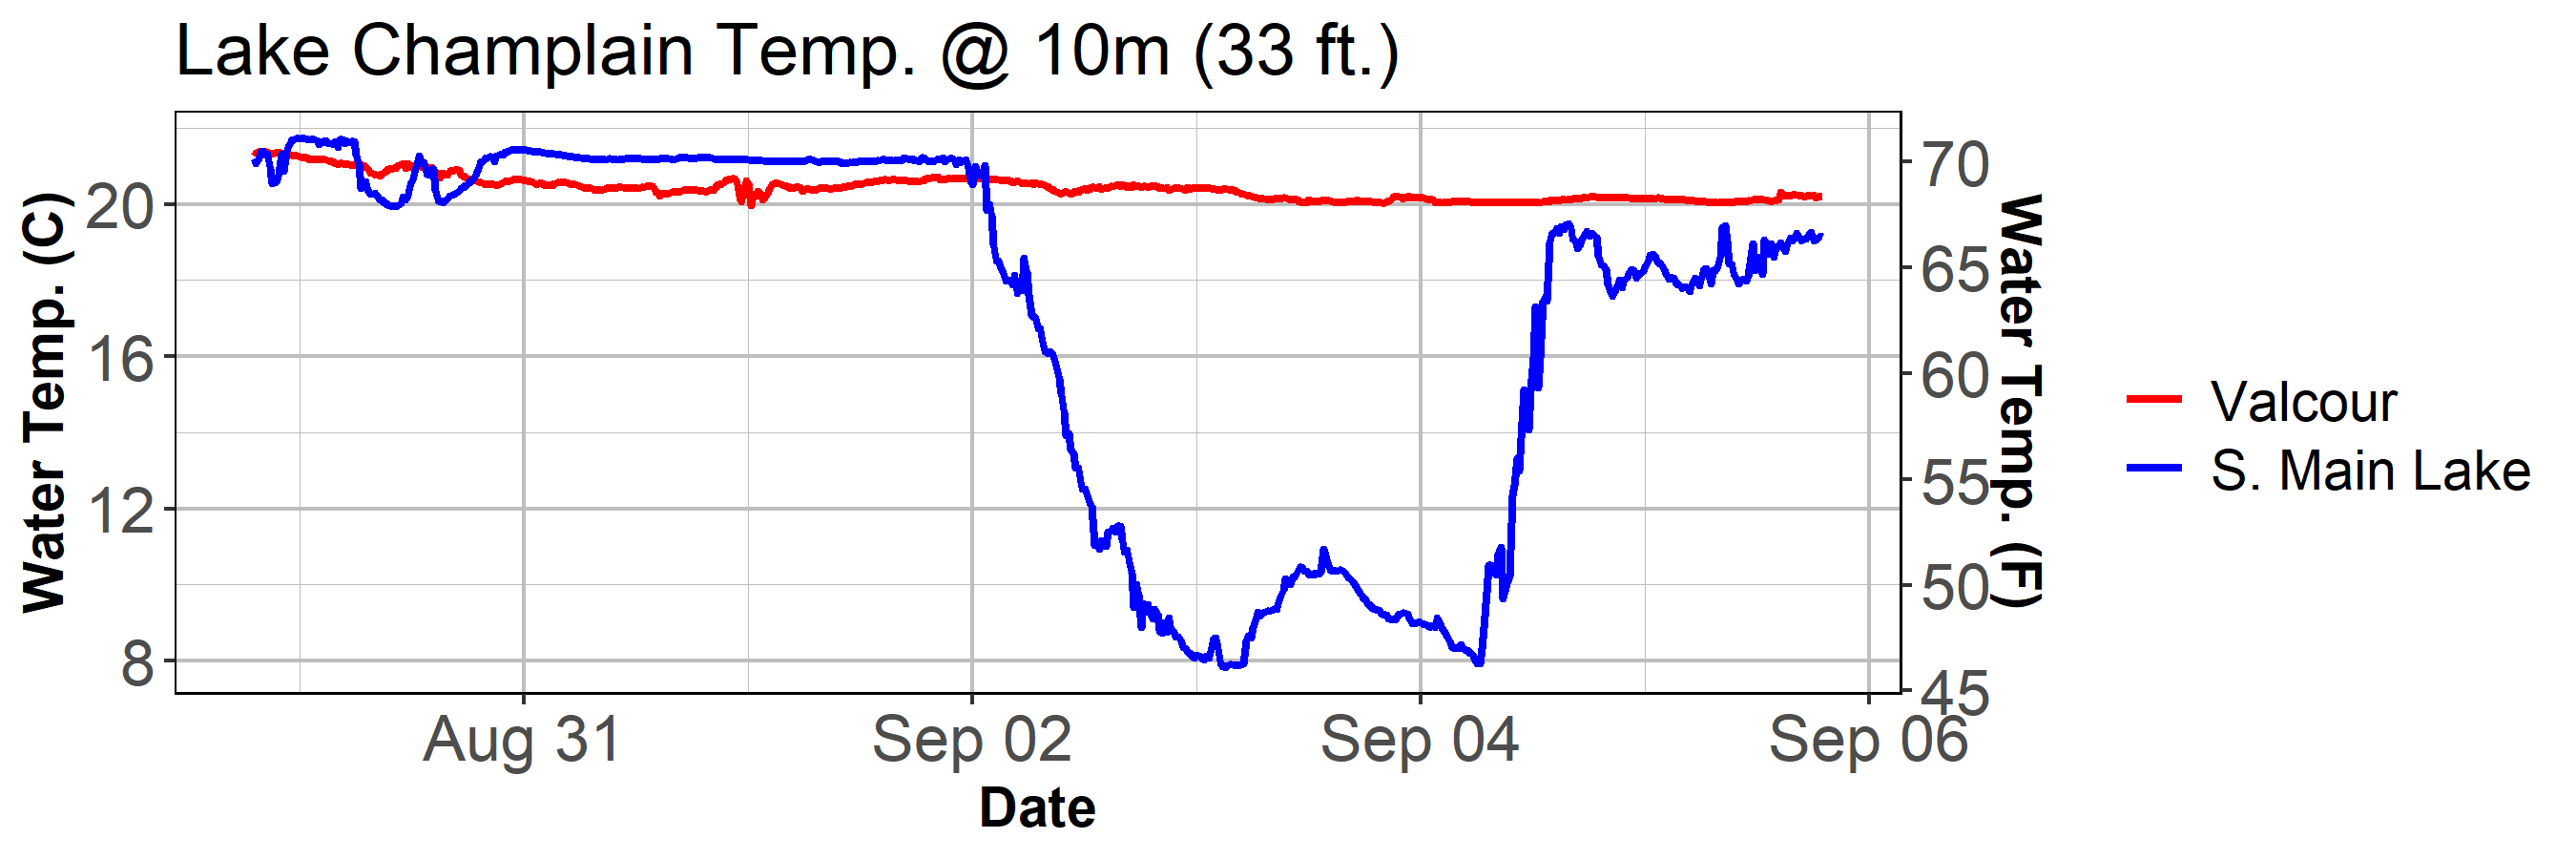 Lake Champlain Temp. @ 10m (33 ft.)
Water Temp. (C)
20
16
12
8
70
65
60
55
50
45
Water Temp. (F)
Valcour
S. Main Lake
Aug 31
Sep 02
Sep 04
Sep 06
Date